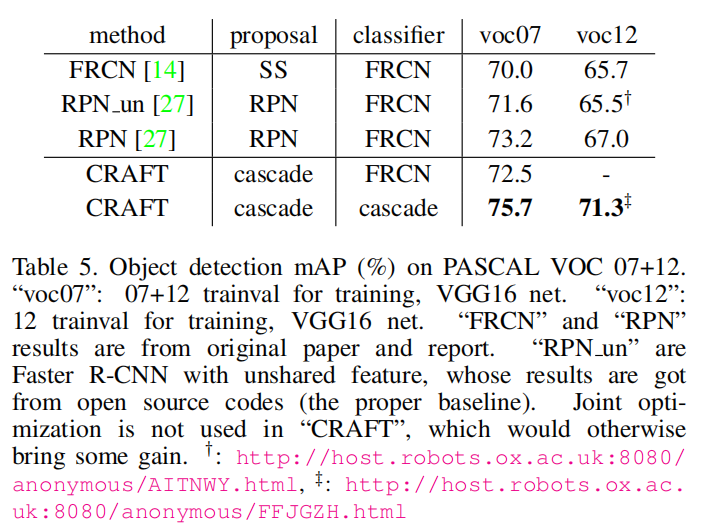 method proposal classifier voc07 voc12
FRCN [14] SS FRCN 70.0 65.7
RPN_un [27] RPN FRCN 71.6 65.5†
RPN [27] RPN FRCN 73.2 67.0
CRAFT cascade FRCN 72.5 -
CRAFT cascade cascade 75.7 71.3‡
Table 5. Object detection mAP (%) on PASCAL VOC 07+12.
“voc07”: 07+12 trainval for training, VGG16 net. “voc12”:
12 trainval for training, VGG16 net. “FRCN” and “RPN”
results are from original paper and report. “RPN_un” are
Faster R-CNN with unshared feature, whose results are got
from open source codes (the proper baseline). Joint opti-
mization is not used in “CRAFT”, which would otherwise
bring some gain. †: http://host.robots.ox.ac.uk:8080/
anonymous/AITNWY.html, ‡: http://host.robots.ox.ac.
uk:8080/anonymous/FFJGZH.html